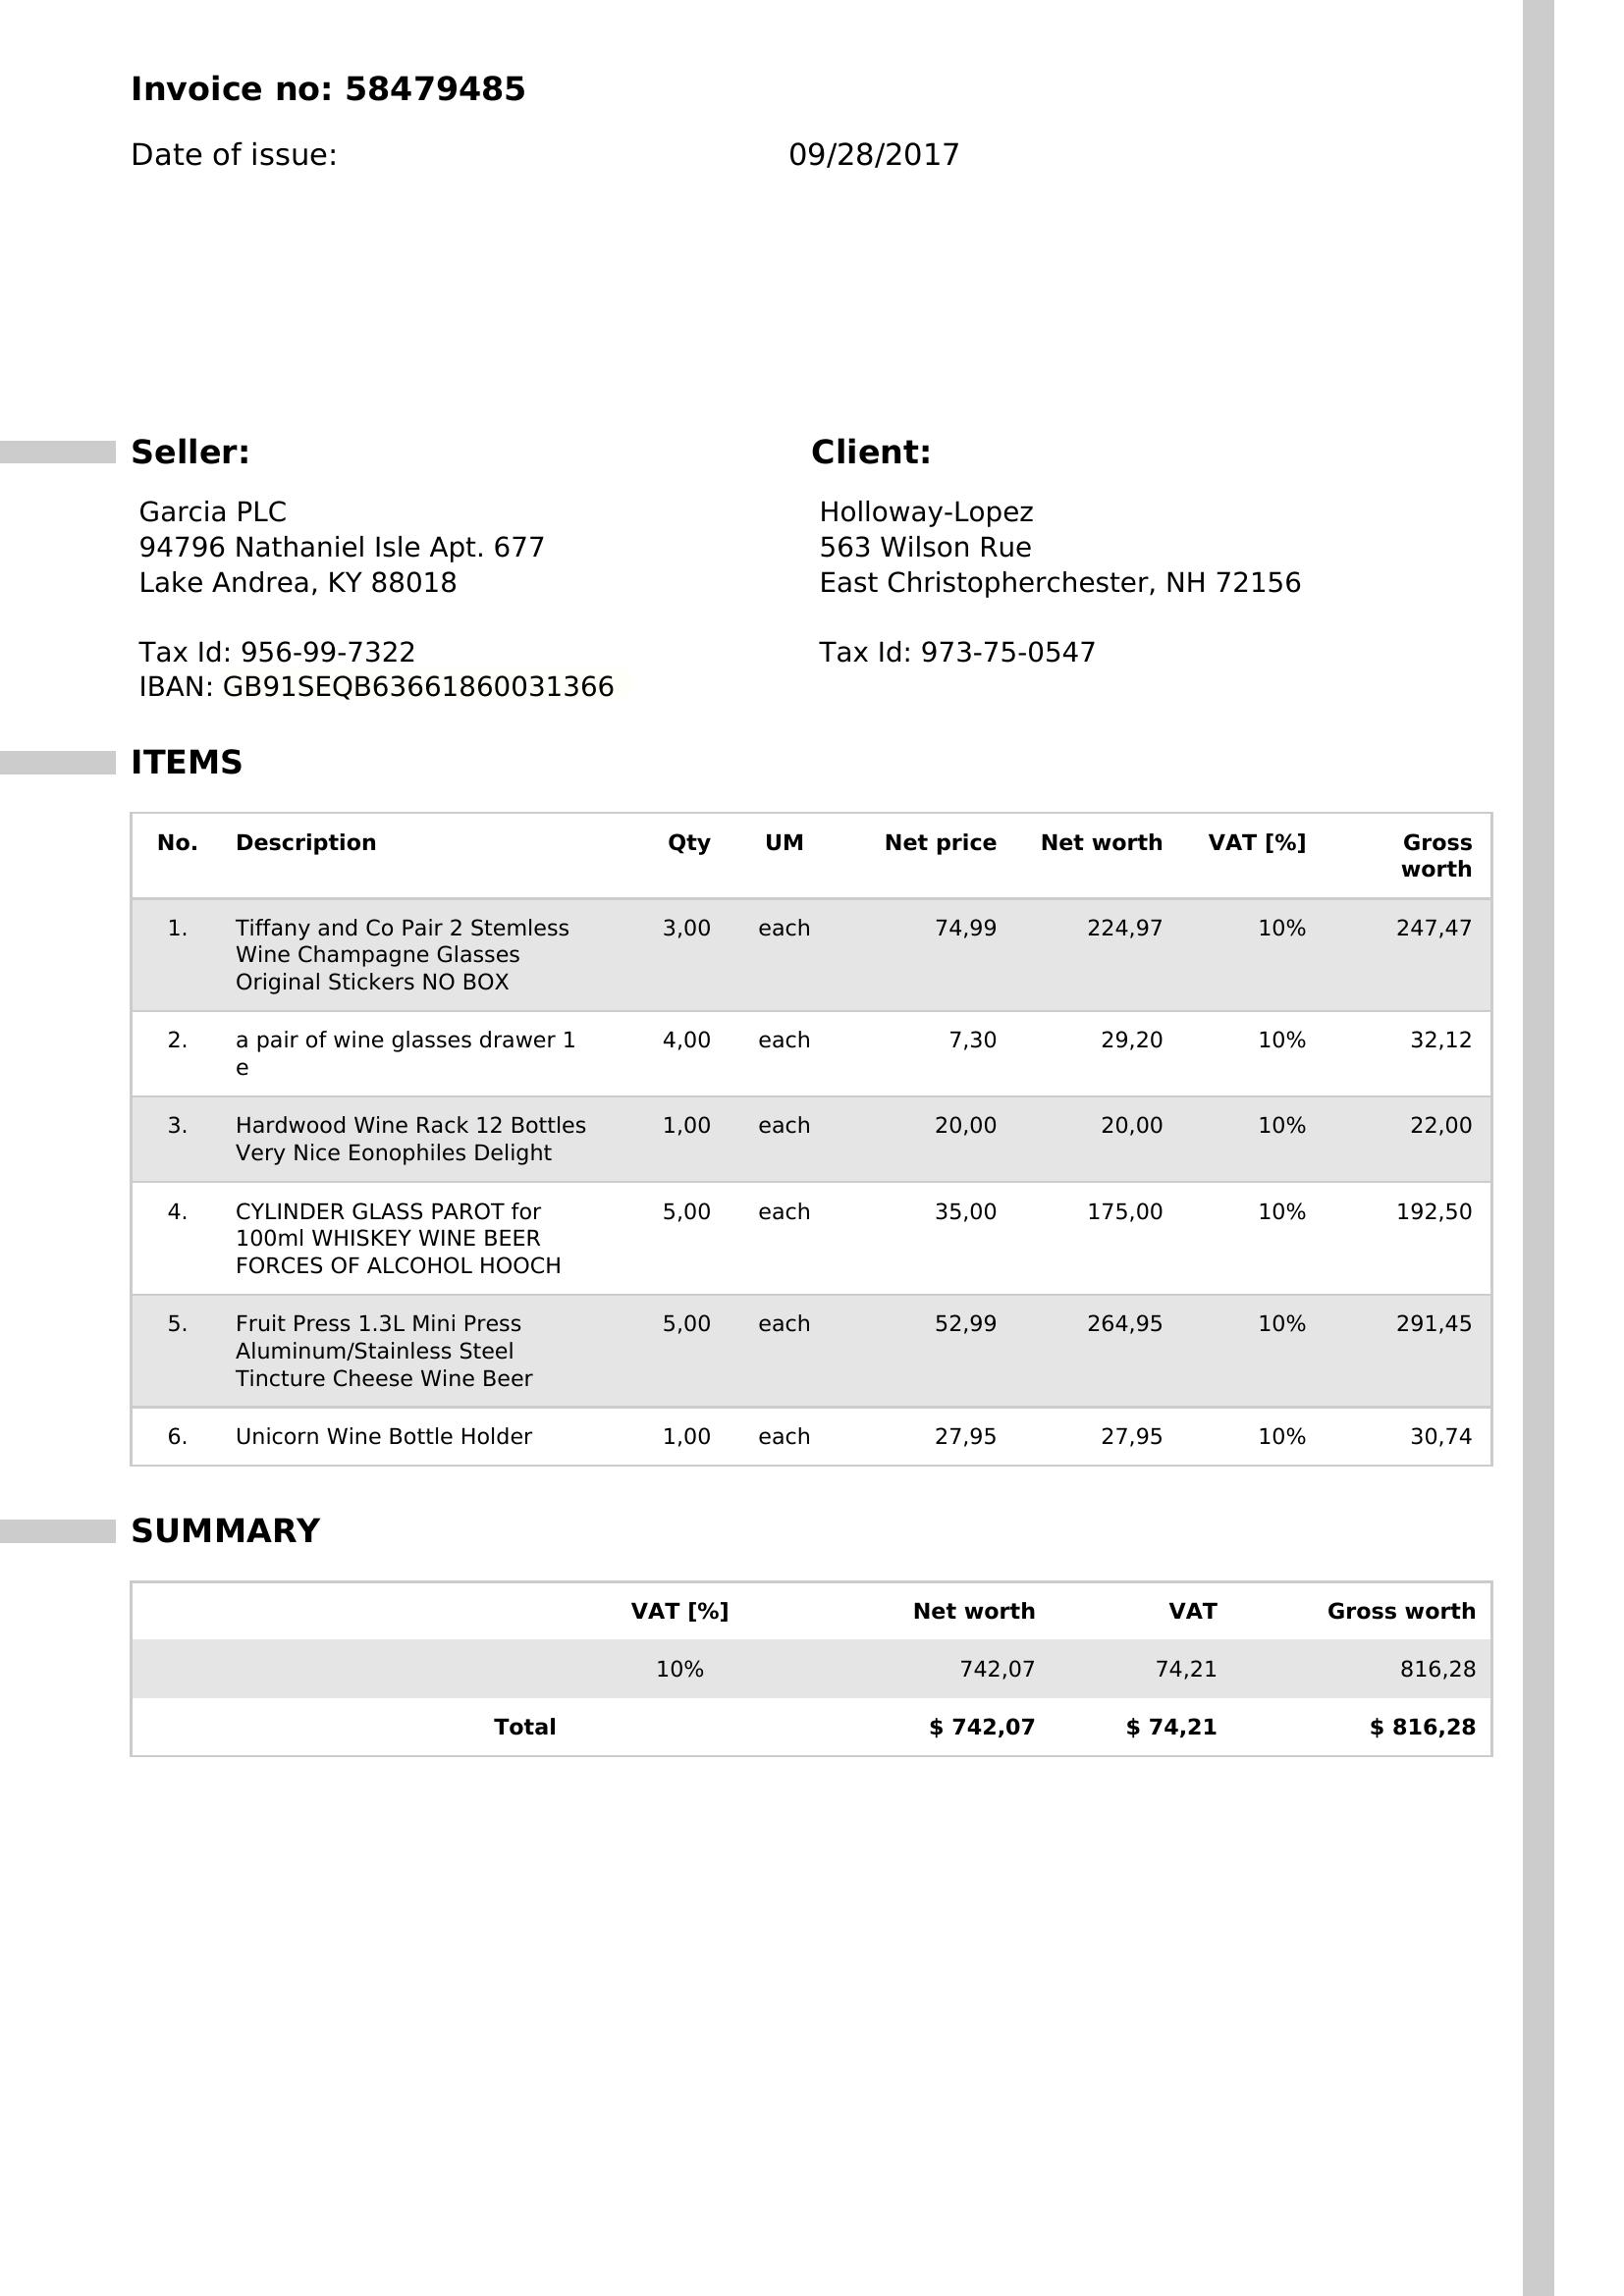 Invoice no: 58479485
Date of issue: 09/28/2017
Seller: Client:
Garcia PLC Holloway-Lopez
94796 Nathaniel Isle Apt. 677 563 Wilson Rue
Lake Andrea, KY 88018 East Christopherchester, NH 72156
Tax Id: 956-99-7322 Tax Id: 973-75-0547
IBAN: GB91SEQB63661860031366
ITEMS
No. Description Qty UM Net price Net worth VAT [%] Gross
worth
1. Tiffany and Co Pair 2 Stemless 3,00 each 74,99 224,97 10% 247,47
Wine Champagne Glasses
Original Stickers NO BOX
2. a pair of wine glasses drawer 1 4,00 each 7,30 29,20 10% 32,12
e
3. Hardwood Wine Rack 12 Bottles 1,00 each 20,00 20,00 10% 22,00
Very Nice Eonophiles Delight
4. CYLINDER GLASS PAROT for 5,00 each 35,00 175,00 10% 192,50
100ml WHISKEY WINE BEER
FORCES OF ALCOHOL HOOCH
5. Fruit Press 1.3L Mini Press 5,00 each 52,99 264,95 10% 291,45
Aluminum/Stainless Steel
Tincture Cheese Wine Beer
6. Unicorn Wine Bottle Holder 1,00 each 27,95 27,95 10% 30,74
SUMMARY
VAT [%] Net worth VAT Gross worth
10% 742,07 74,21 816,28
Total $ 742,07 $ 74,21 $ 816,28